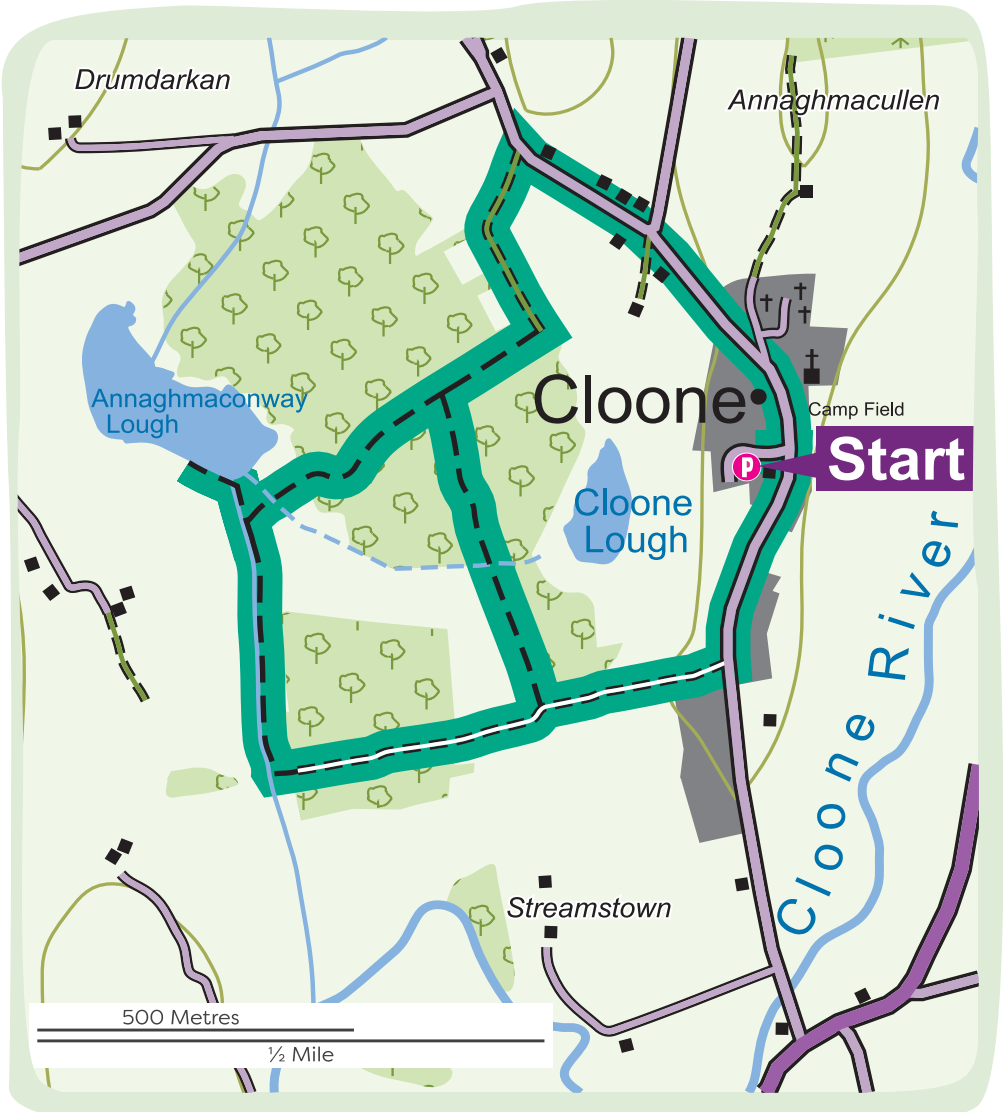 Drumdarkan
Annaghmacullen
Annaghmaconway
Lough
Cloone
Camp Field
P
Start
Cloone
Lough
Cloone River
Streamstown
500 Metres
½ Mile